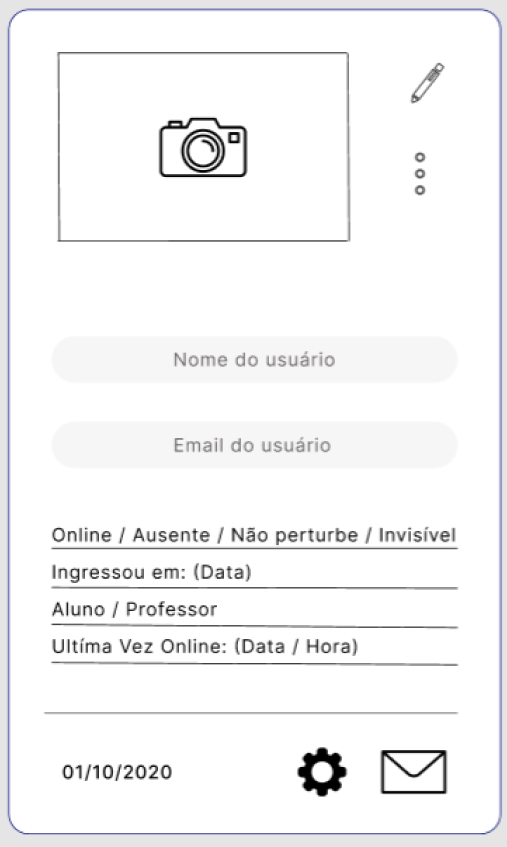 Nome do usuário
Email do usuário
Online / Ausente / Não perturbe / Invisível
Ingressou em: (Data)
Aluno / Professor
Ultíma Vez Online: (Data / Hora)
01/10/2020